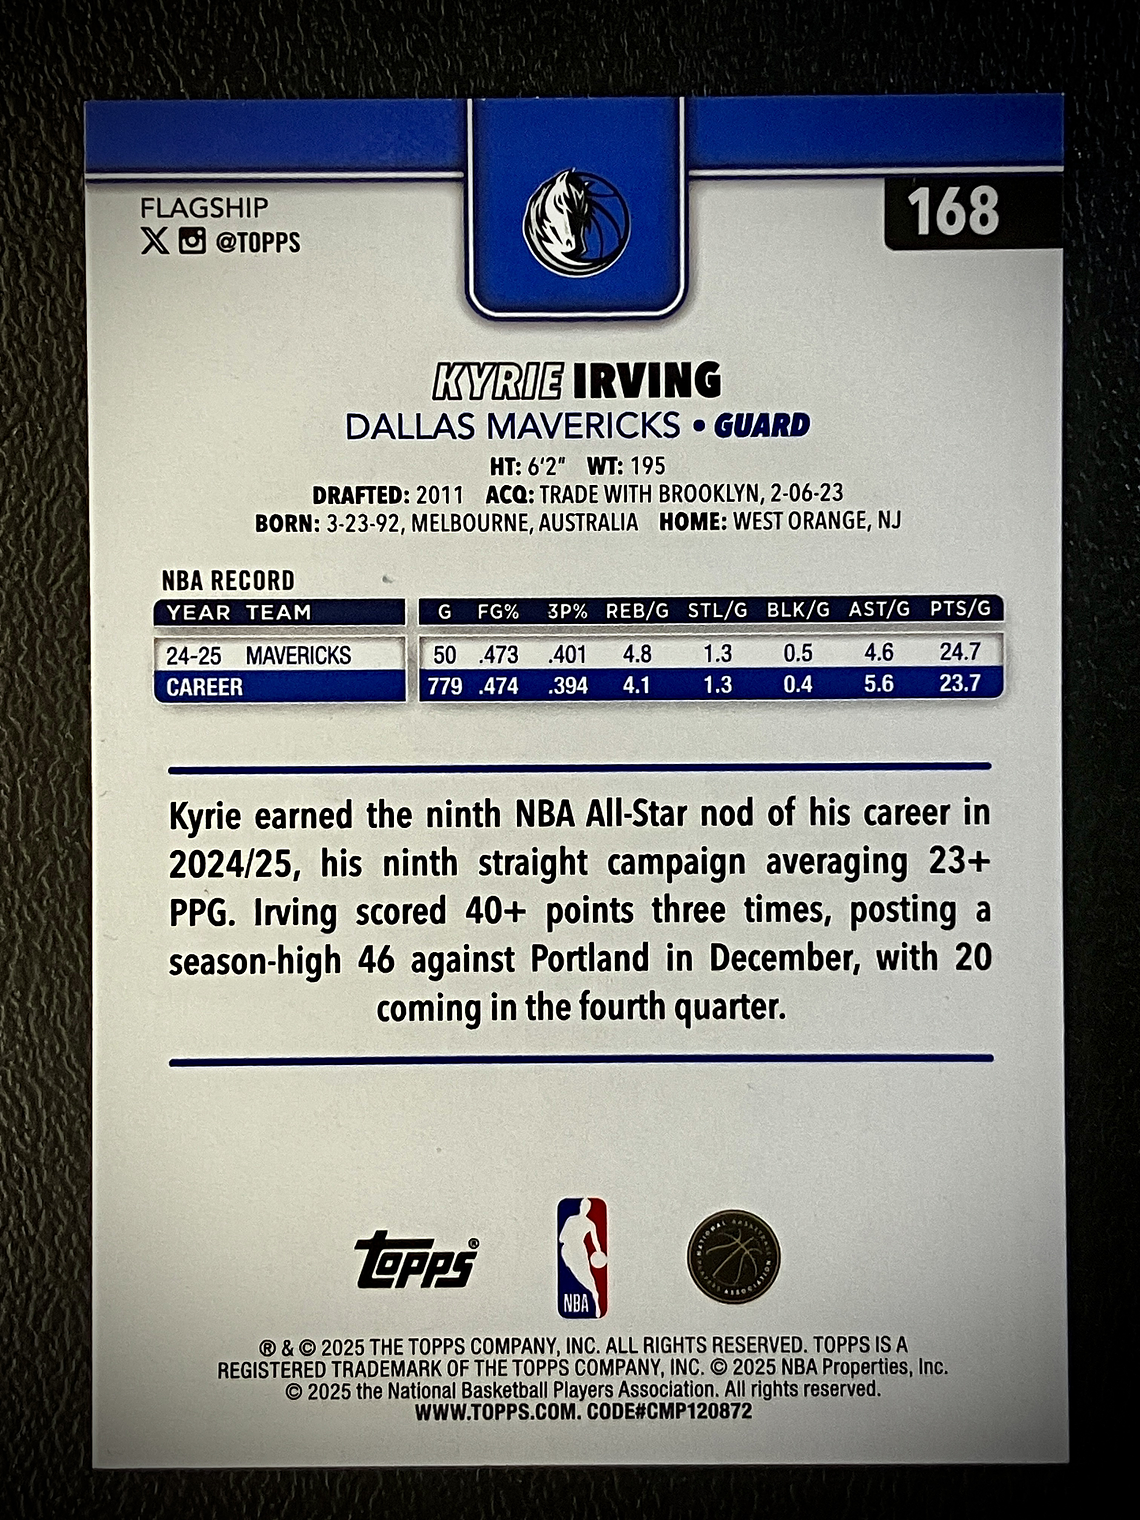 FLAGSHIP
@TOPPS
168
KYRIE IRVING
DALLAS MAVERICKS • GUARD
HT: 6'2" WT: 195
DRAFTED: 2011 ACQ: TRADE WITH BROOKLYN, 2-06-23
BORN: 3-23-92, MELBOURNE, AUSTRALIA HOME: WEST ORANGE, NJ
NBA RECORD
YEAR TEAM G FG% 3P% REB/G STL/G BLK/G AST/G PTS/G
24-25 MAVERICKS 50 .473 .401 4.8 1.3 0.5 4.6 24.7
CAREER 779 .474 .394 4.1 1.3 0.4 5.6 23.7
Kyrie earned the ninth NBA All-Star nod of his career in
2024/25, his ninth straight campaign averaging 23+
PPG. Irving scored 40+ points three times, posting a
season-high 46 against Portland in December, with 20
coming in the fourth quarter.
topps®
NBA
NATIONAL BASKETBALL PLAYERS ASSOCIATION
® & © 2025 THE TOPPS COMPANY, INC. ALL RIGHTS RESERVED. TOPPS IS A
REGISTERED TRADEMARK OF THE TOPPS COMPANY, INC. © 2025 NBA Properties, Inc.
© 2025 the National Basketball Players Association. All rights reserved.
WWW.TOPPS.COM. CODE#CMP120872